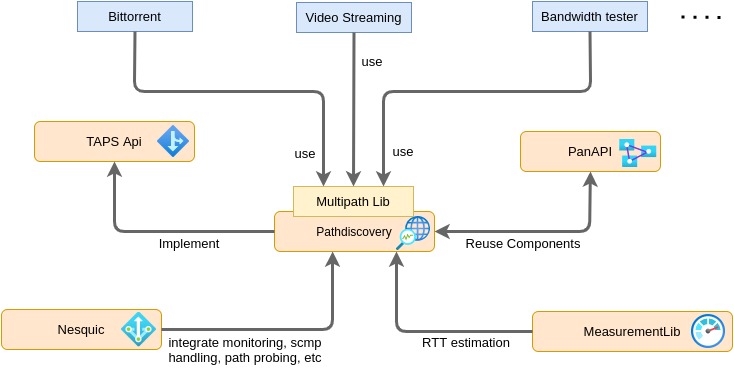 Bittorrent
Video Streaming
Bandwidth tester
. . . .
use
use
use
TAPS Api
PanAPI
Multipath Lib
Pathdiscovery
Implement
Reuse Components
Nesquic
MeasurementLib
integrate monitoring, scmp
handling, path probing, etc
RTT estimation